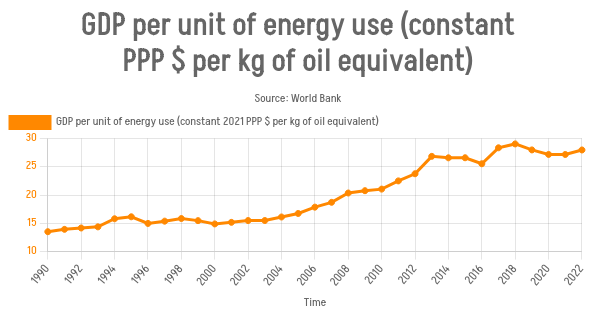 GDP per unit of energy use (constant
PPP $ per kg of oil equivalent)
Source: World Bank
GDP per unit of energy use (constant 2021 PPP $ per kg of oil equivalent)
30
25
20
15
10
1990 1992 1994 1996 1998 2000 2002 2004 2006 2008 2010 2012 2014 2016 2018 2020 2022
Time